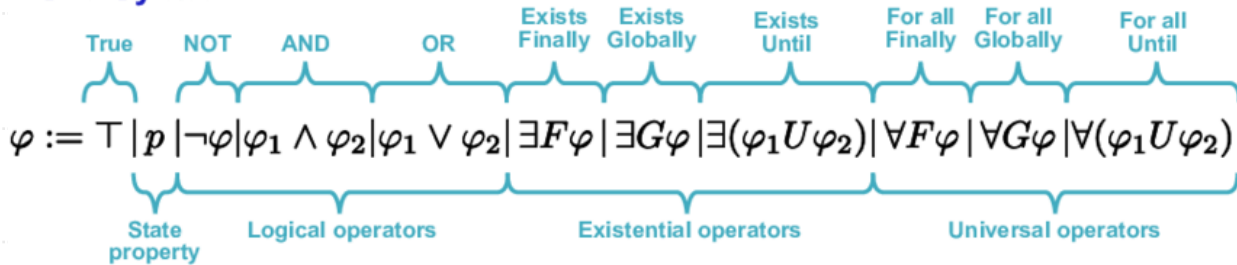 True NOT AND OR Exists Finally Exists Globally Exists Until For all Finally For all Globally For all Until
φ := ⊤ | p |¬φ|φ₁ ∧ φ₂|φ₁ ∨ φ₂| ∃Fφ| ∃Gφ |∃(φ₁Uφ₂)| ∀Fφ | ∀Gφ |∀(φ₁Uφ₂)
State property Logical operators Existential operators Universal operators